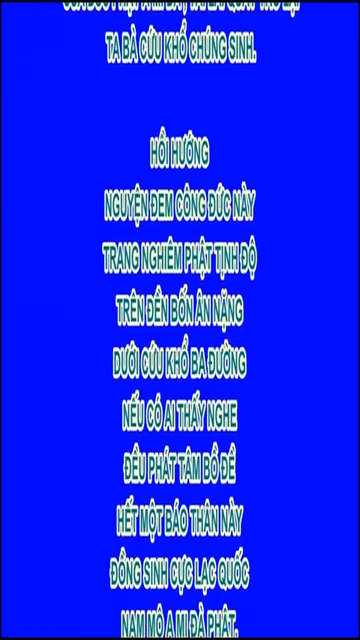 TA BÀ CỨU KHỔ CHÚNG SINH.
HỒI HƯỚNG
NGUYỆN ĐEM CÔNG ĐỨC NÀY
TRANG NGHIÊM PHẬT TỊNH ĐỘ
TRÊN ĐỀN BỐN ÂN NẶNG
DƯỚI CỨU KHỔ BA ĐƯỜNG
NẾU CÓ AI THẤY NGHE
ĐỀU PHÁT TÂM BỒ ĐỀ
HẾT MỘT BÁO THÂN NÀY
ĐỒNG SINH CỰC LẠC QUỐC
NAM MÔ A MI ĐÀ PHẬT.